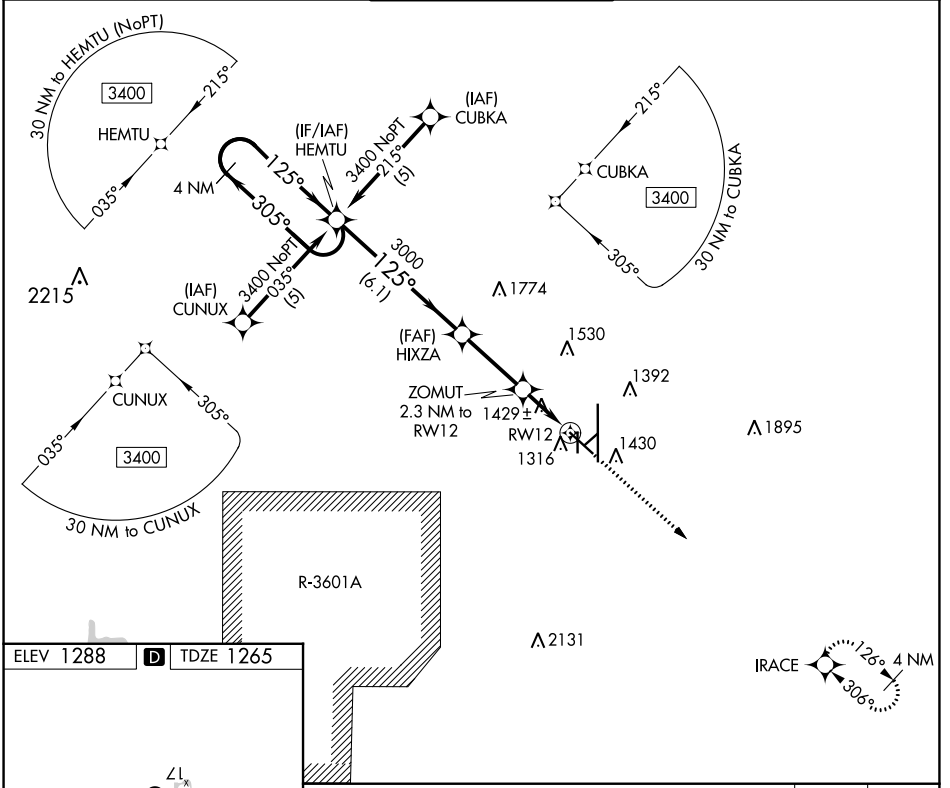 30 NM to HEMTU (NoPT)
3400
215°
HEMTU
035°
(IF/IAF)
HEMTU
(IAF)
CUBKA
3400 NoPT
215°
(5)
4 NM
125°
305°
215°
CUBKA
3400
305°
30 NM to CUBKA
2215
(IAF)
CUNUX
3400 NoPT
035°
(5)
3000
125°
(6.1)
1774
(FAF)
HIXZA
1530
1392
ZOMUT
2.3 NM to
RW12
1429±
RW12
1316
1430
1895
CUNUX
035°
305°
3400
30 NM to CUNUX
R-3601A
2131
IRACE
126°
306°
4 NM
ELEV 1288
D
TDZE 1265
17
x